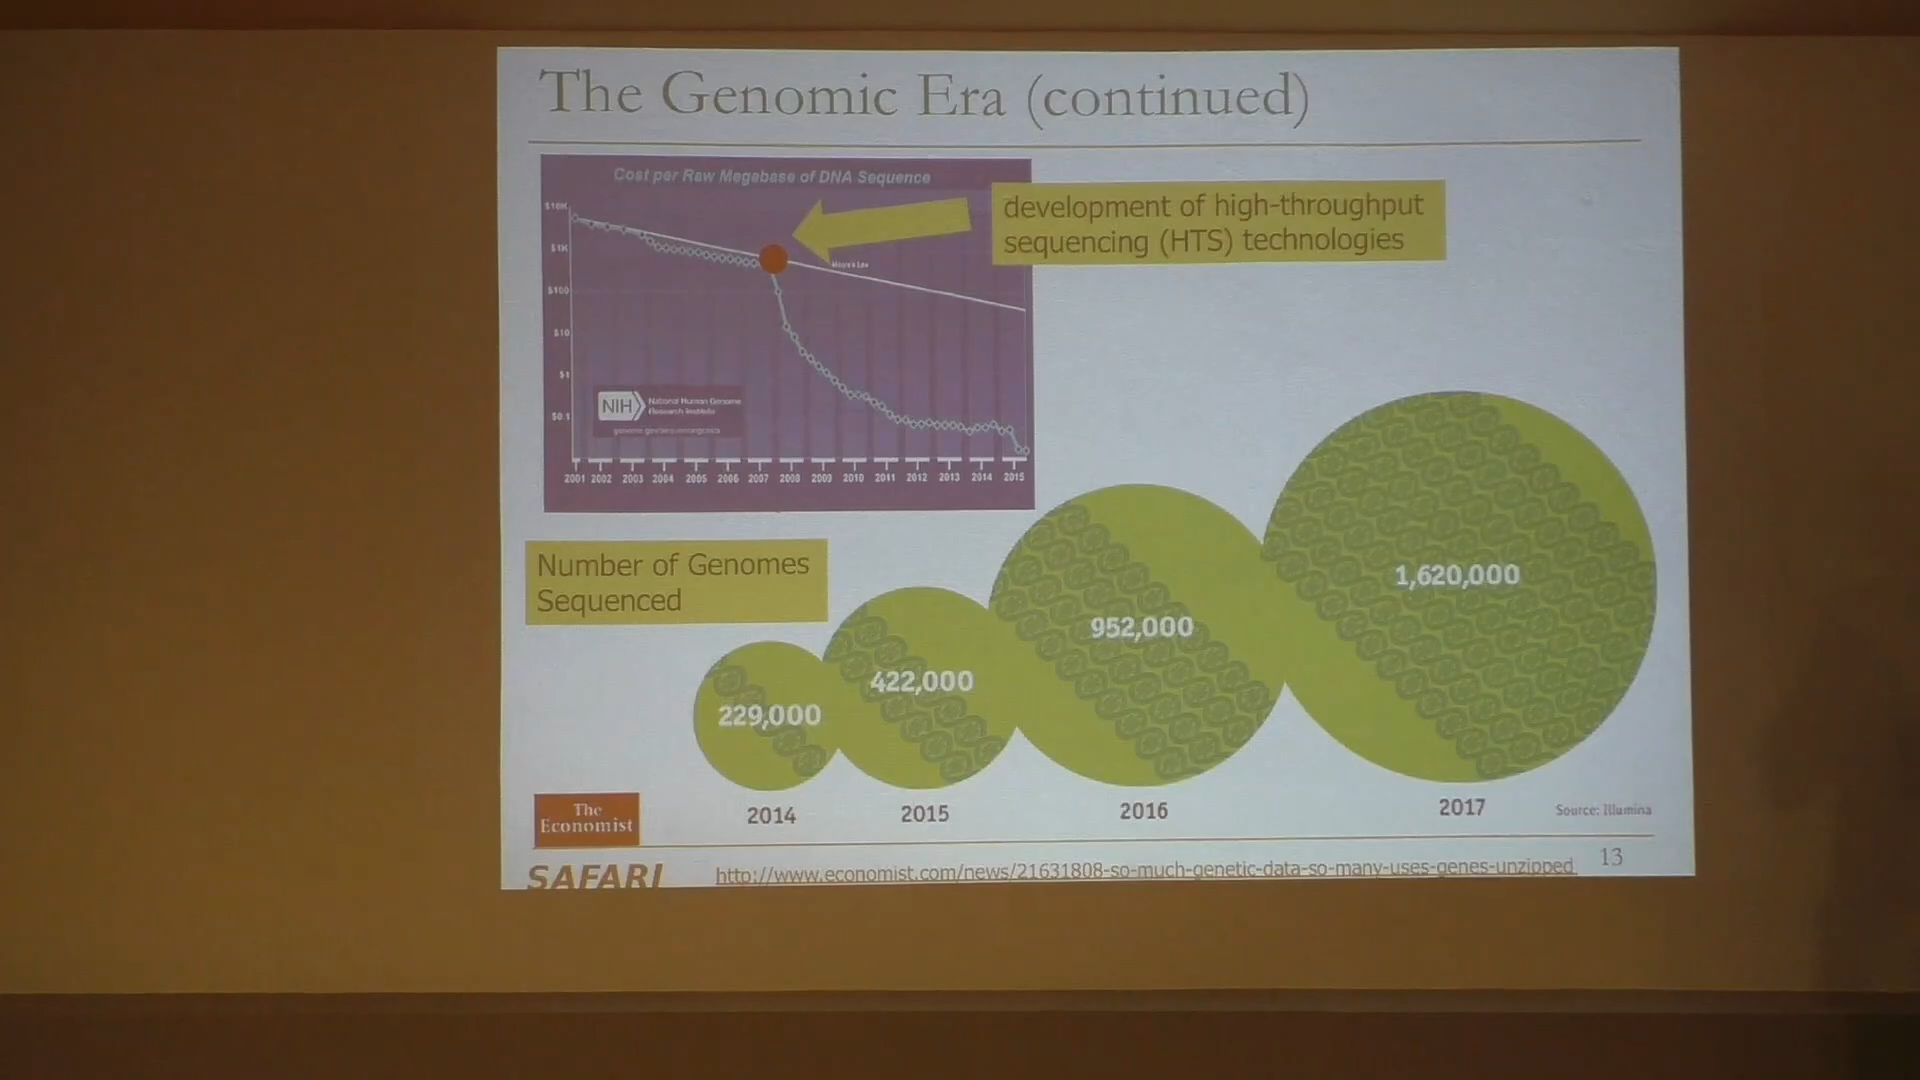 The Genomic Era (continued)
Cost per Raw Megabase of DNA Sequence
$10K
$1K
$100
$10
$1
$0.1
Moore's Law
NIH
National Human Genome
Research Institute
2001 2002 2003 2004 2005 2006 2007 2008 2009 2010 2011 2012 2013 2014 2015
development of high-throughput
sequencing (HTS) technologies
Number of Genomes
Sequenced
229,000
422,000
952,000
1,620,000
2014 2015 2016 2017
Source: Illumina
The
Economist
SAFARI
http://www.economist.com/news/21631808-so-much-genetic-data-so-many-uses-genes-unzipped
13